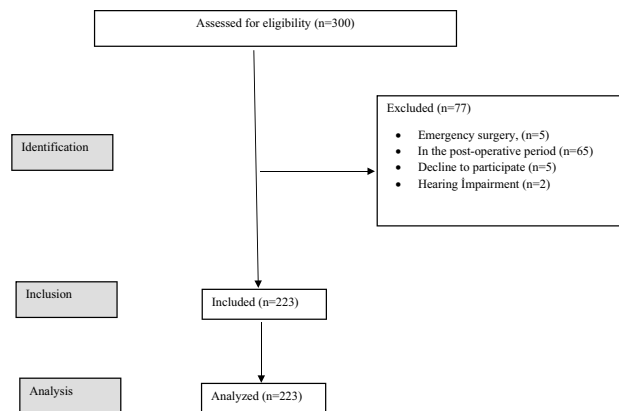 Assessed for eligibility (n=300)
Excluded (n=77)
• Emergency surgery, (n=5)
• In the post-operative period (n=65)
• Decline to participate (n=5)
• Hearing İmpairment (n=2)
Identification
Inclusion
Included (n=223)
Analysis
Analyzed (n=223)